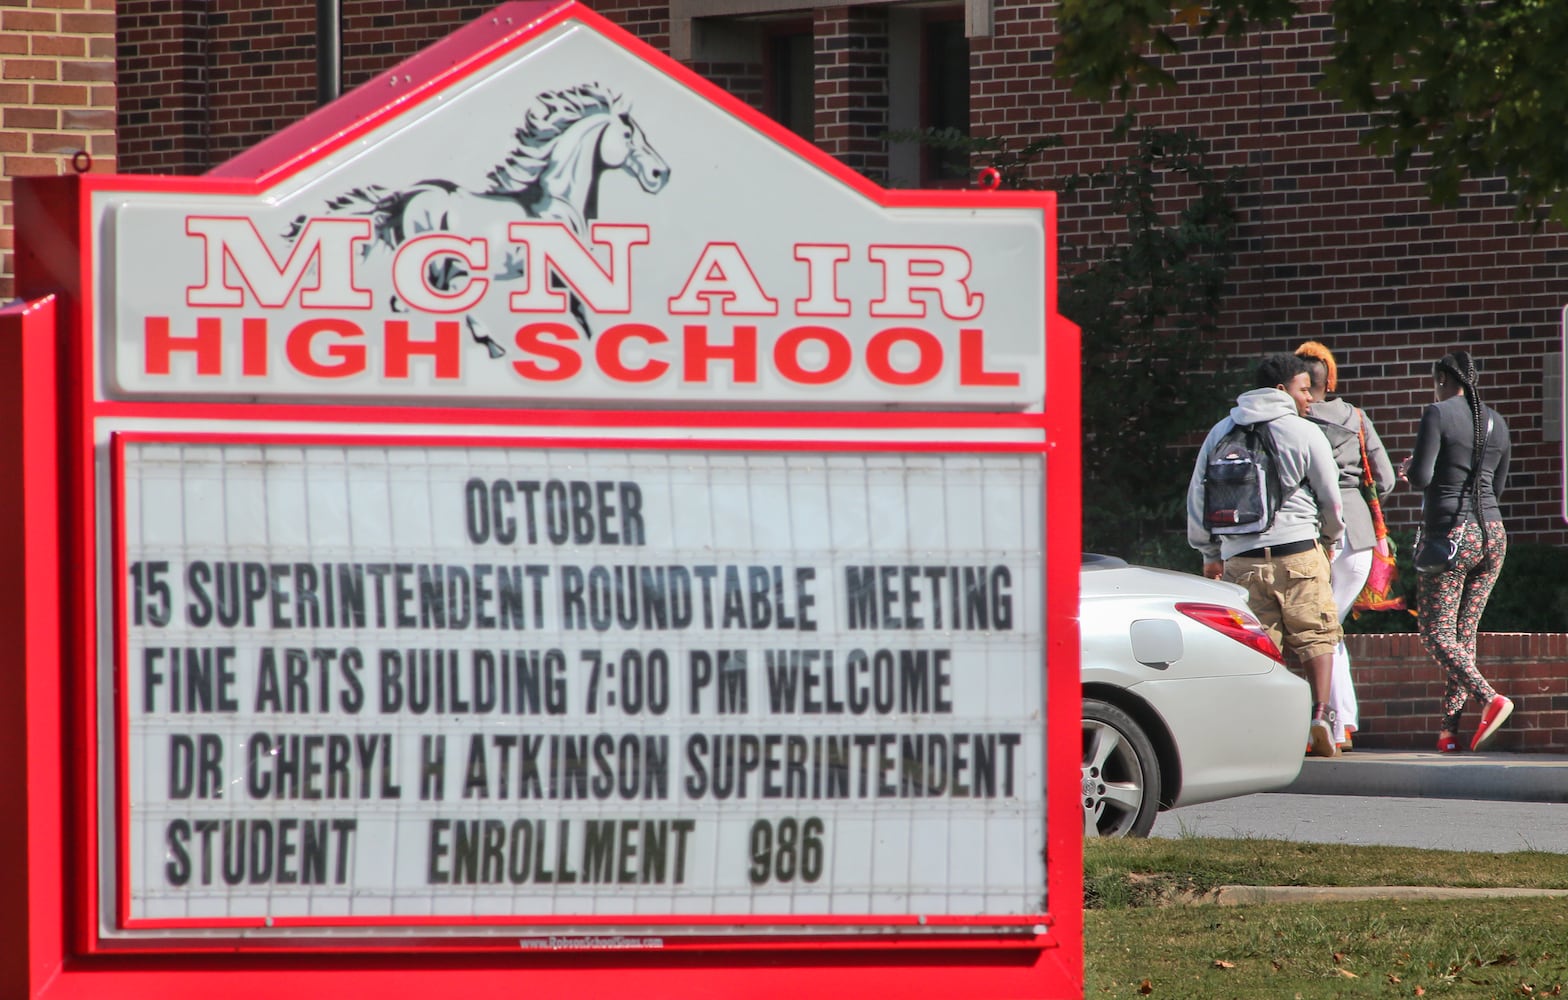 MCNAIR
HIGH SCHOOL
OCTOBER
15 SUPERINTENDENT ROUNDTABLE MEETING
FINE ARTS BUILDING 7:00 PM WELCOME
DR CHERYL H ATKINSON SUPERINTENDENT
STUDENT ENROLLMENT 986